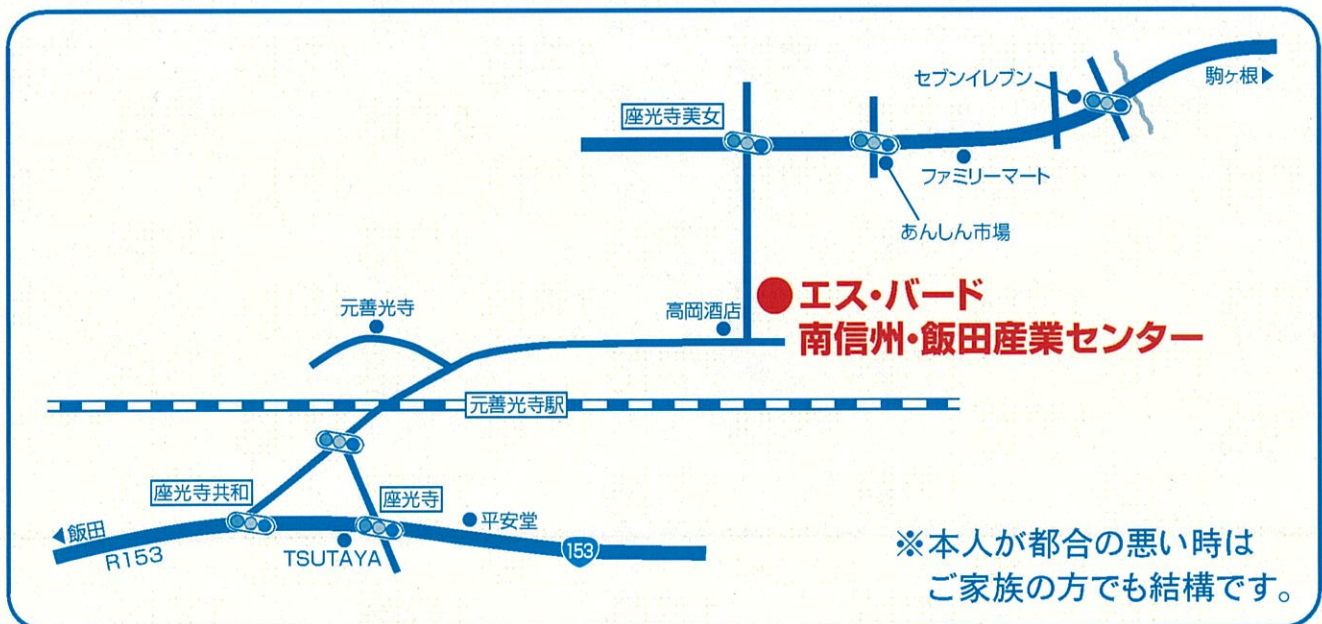 セブンイレブン
駒ヶ根▶
座光寺美女
ファミリーマート
あんしん市場
エス・バード
南信州・飯田産業センター
元善光寺
高岡酒店
元善光寺駅
座光寺共和
座光寺
平安堂
◀飯田
R153
TSUTAYA
153
※本人が都合の悪い時は
ご家族の方でも結構です。